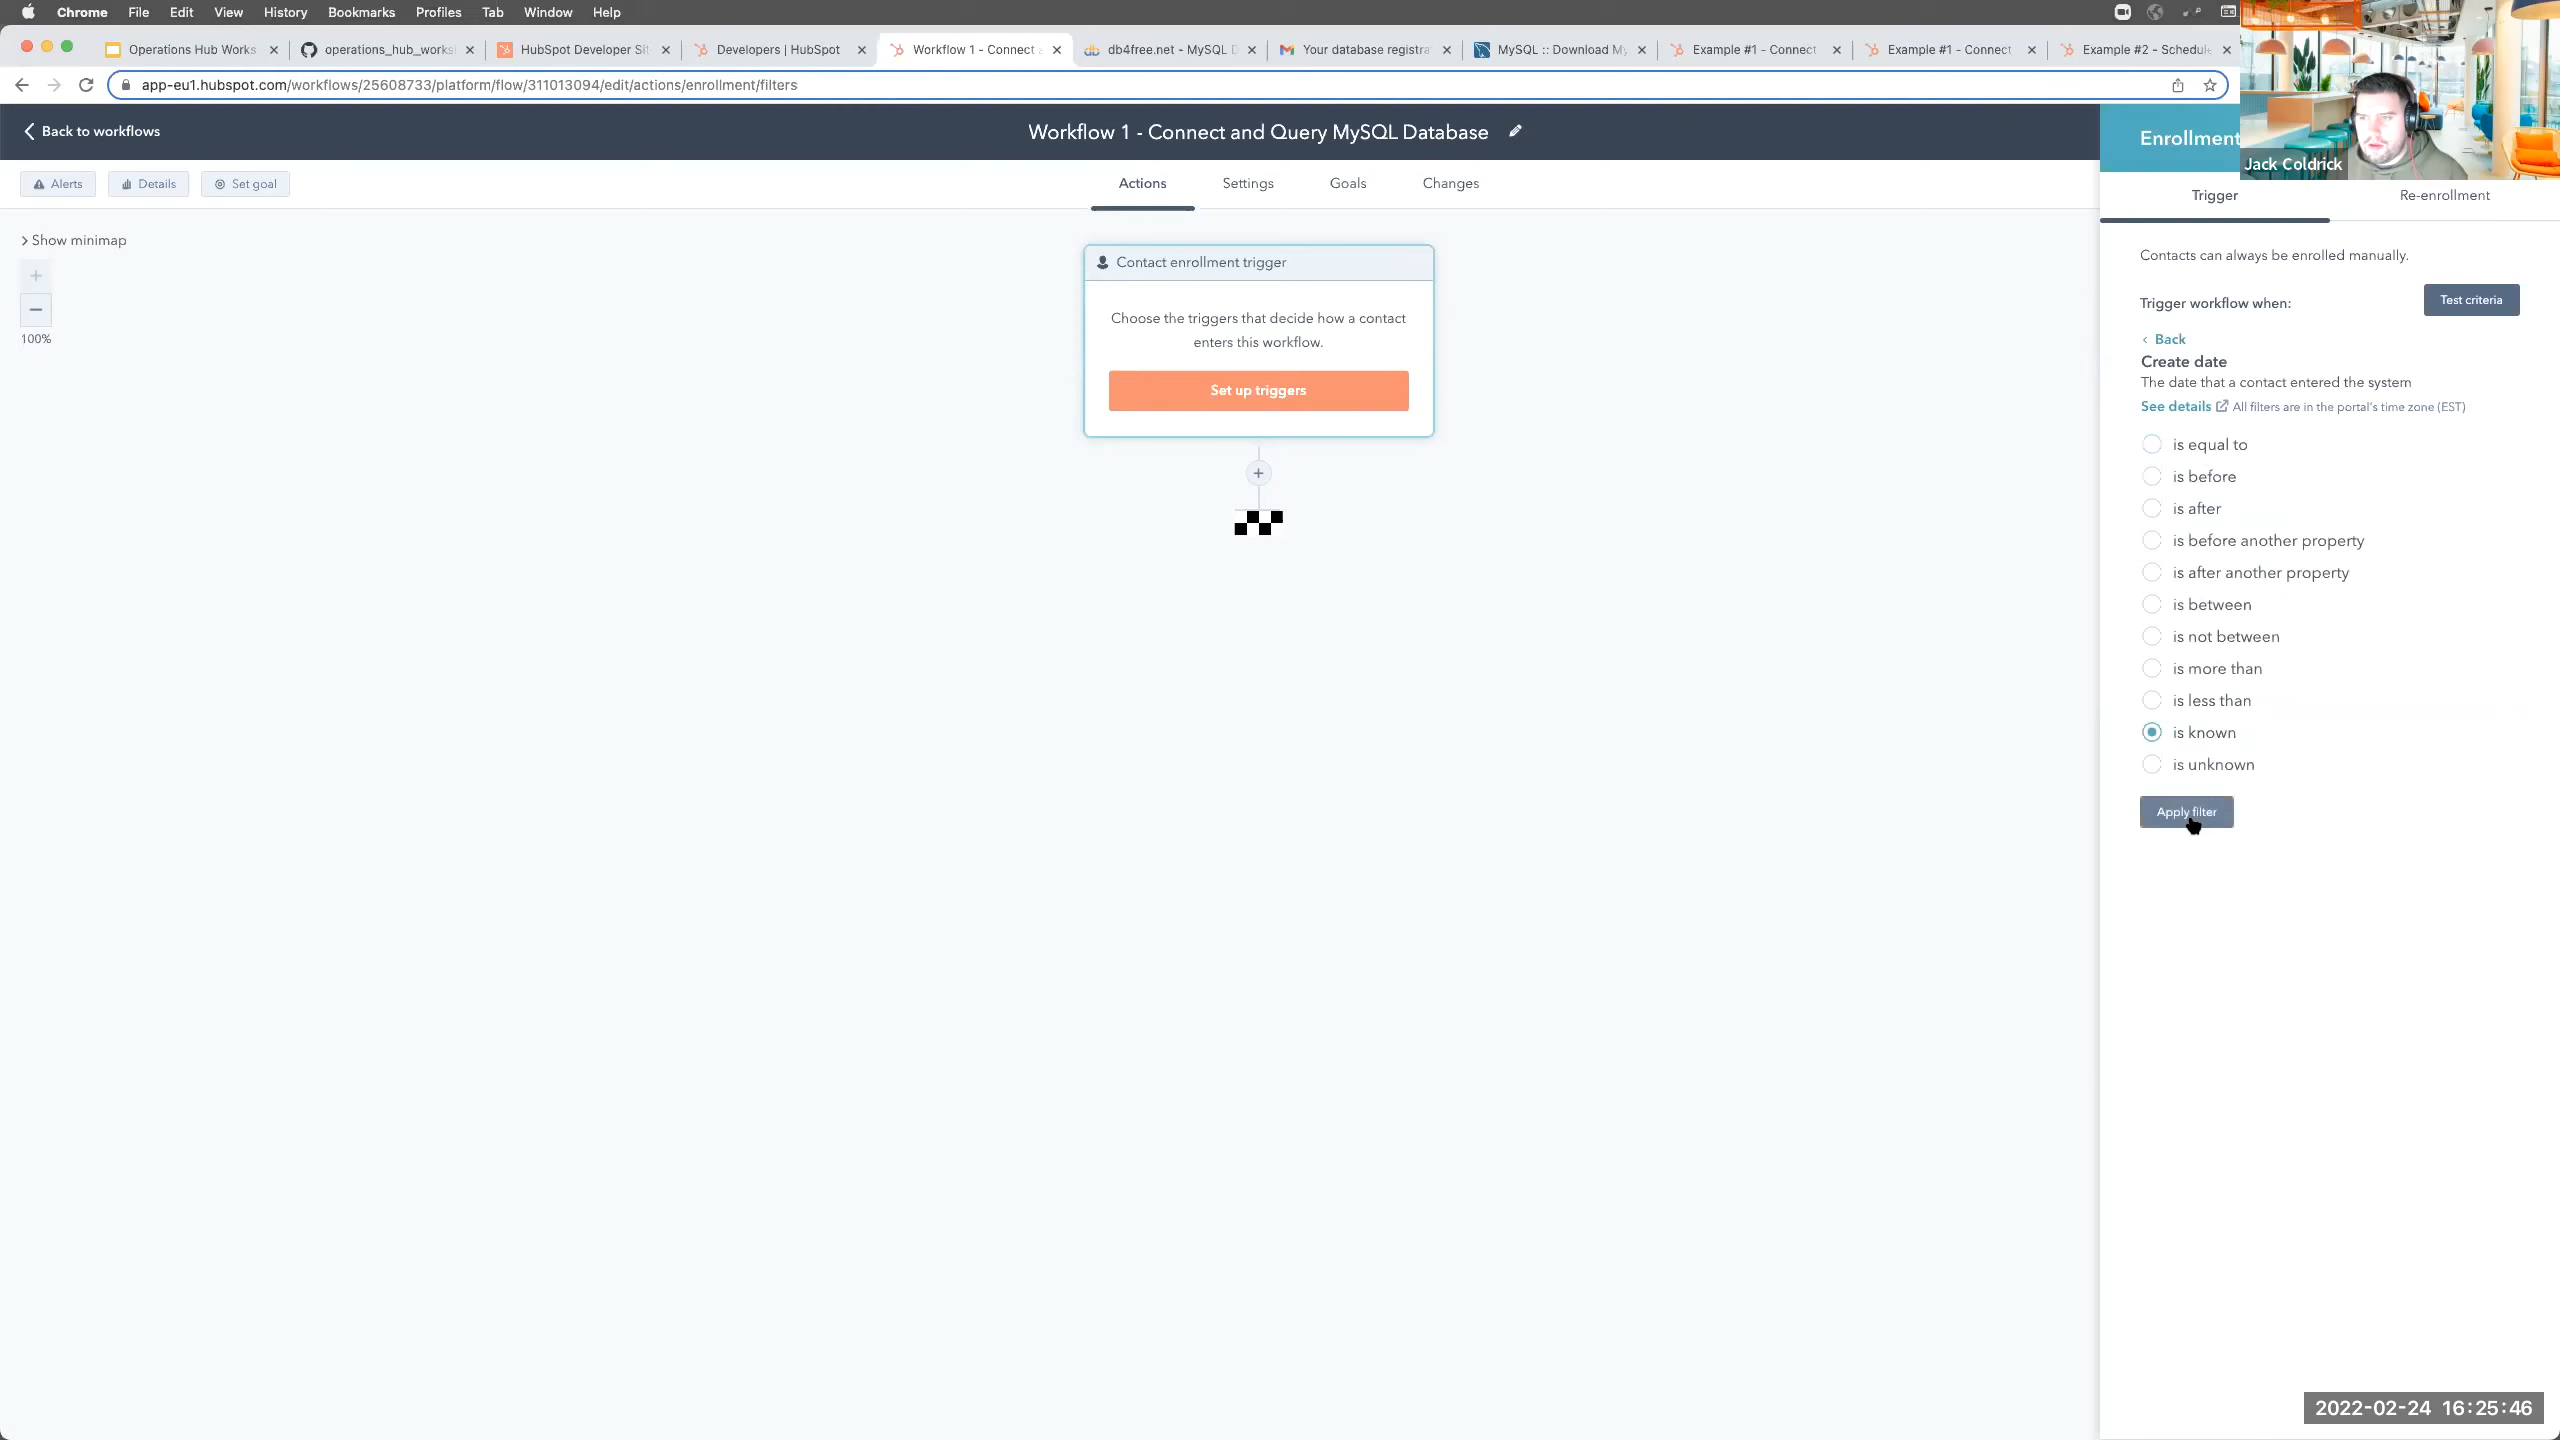 Chrome File Edit View History Bookmarks Profiles Tab Window Help
Operations Hub Works
operations_hub_works
HubSpot Developer Si
Developers | HubSpot
Workflow 1 - Connect a
db4free.net - MySQL D
Your database registra
MySQL :: Download My
Example #1 - Connect
Example #1 - Connect
Example #2 - Schedul
app-eu1.hubspot.com/workflows/25608733/platform/flow/311013094/edit/actions/enrollment/filters
Back to workflows
Workflow 1 - Connect and Query MySQL Database
Enrollment
Jack Coldrick
Alerts
Details
Set goal
Actions
Settings
Goals
Changes
Trigger
Re-enrollment
Show minimap
100%
Contact enrollment trigger
Choose the triggers that decide how a contact
enters this workflow.
Set up triggers
Contacts can always be enrolled manually.
Trigger workflow when:
Test criteria
Back
Create date
The date that a contact entered the system
See details All filters are in the portal's time zone (EST)
is equal to
is before
is after
is before another property
is after another property
is between
is not between
is more than
is less than
is known
is unknown
Apply filter
2022-02-24 16:25:46